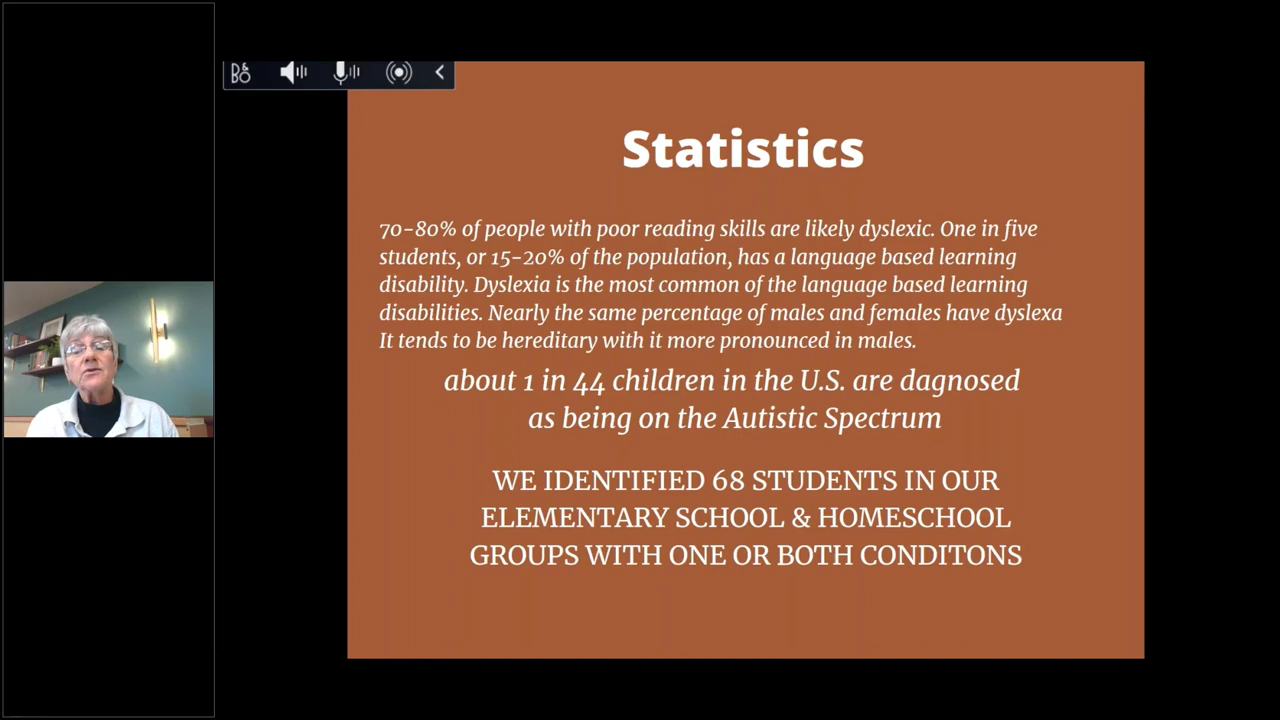 B&O
Statistics
70-80% of people with poor reading skills are likely dyslexic. One in five
students, or 15-20% of the population, has a language based learning
disability. Dyslexia is the most common of the language based learning
disabilities. Nearly the same percentage of males and females have dyslexa
It tends to be hereditary with it more pronounced in males.
about 1 in 44 children in the U.S. are dagnosed
as being on the Autistic Spectrum
WE IDENTIFIED 68 STUDENTS IN OUR
ELEMENTARY SCHOOL & HOMESCHOOL
GROUPS WITH ONE OR BOTH CONDITONS